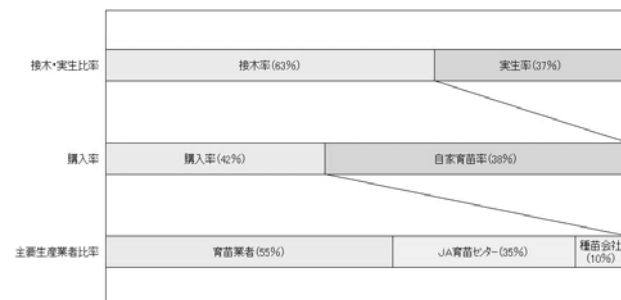 接木・実生比率
接木率(63%)
実生率(37%)
購入率
購入率(42%)
自家育苗率(38%)
主要生産業者比率
育苗業者(55%)
JA育苗センター(35%)
種苗会社
(10%)